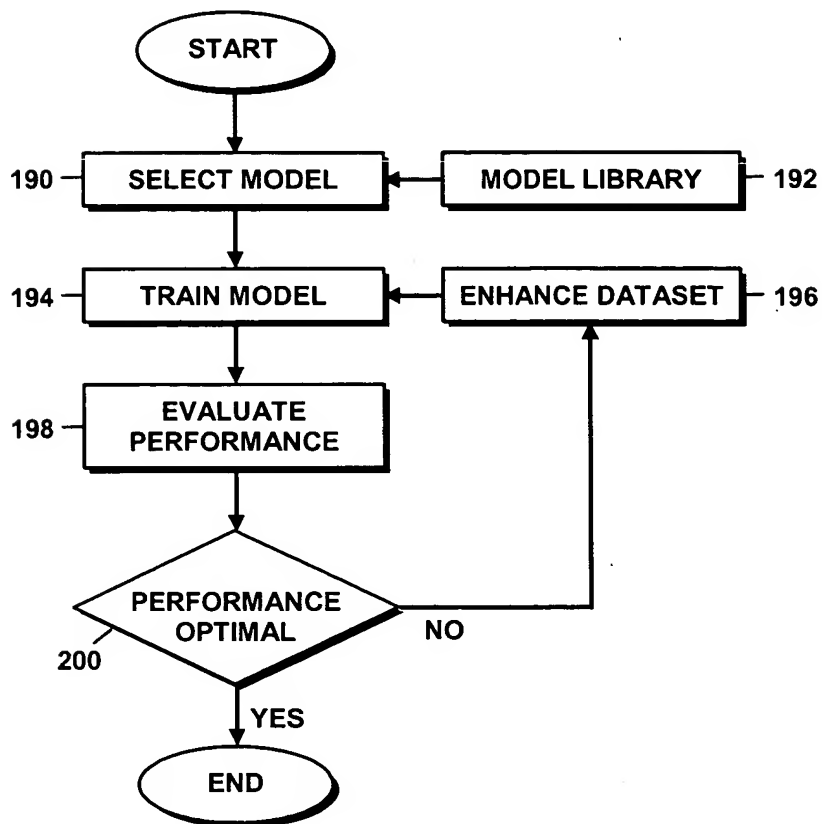 START
190
SELECT MODEL
MODEL LIBRARY
192
194
TRAIN MODEL
ENHANCE DATASET
196
198
EVALUATE
PERFORMANCE
PERFORMANCE
OPTIMAL
NO
200
YES
END